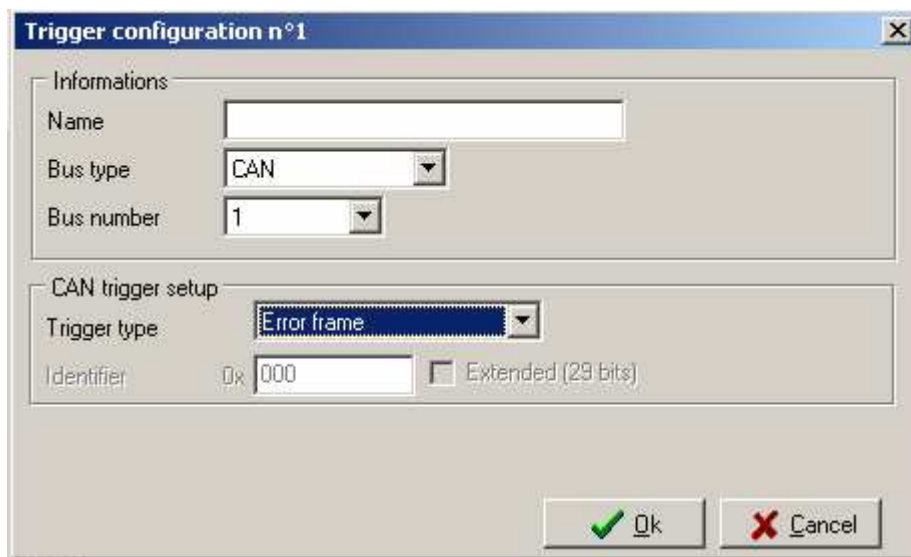 Trigger configuration n°1
Informations
Name
Bus type CAN
Bus number 1
CAN trigger setup
Trigger type Error frame
Identifier 0x 000 Extended (29 bits)
Ok Cancel